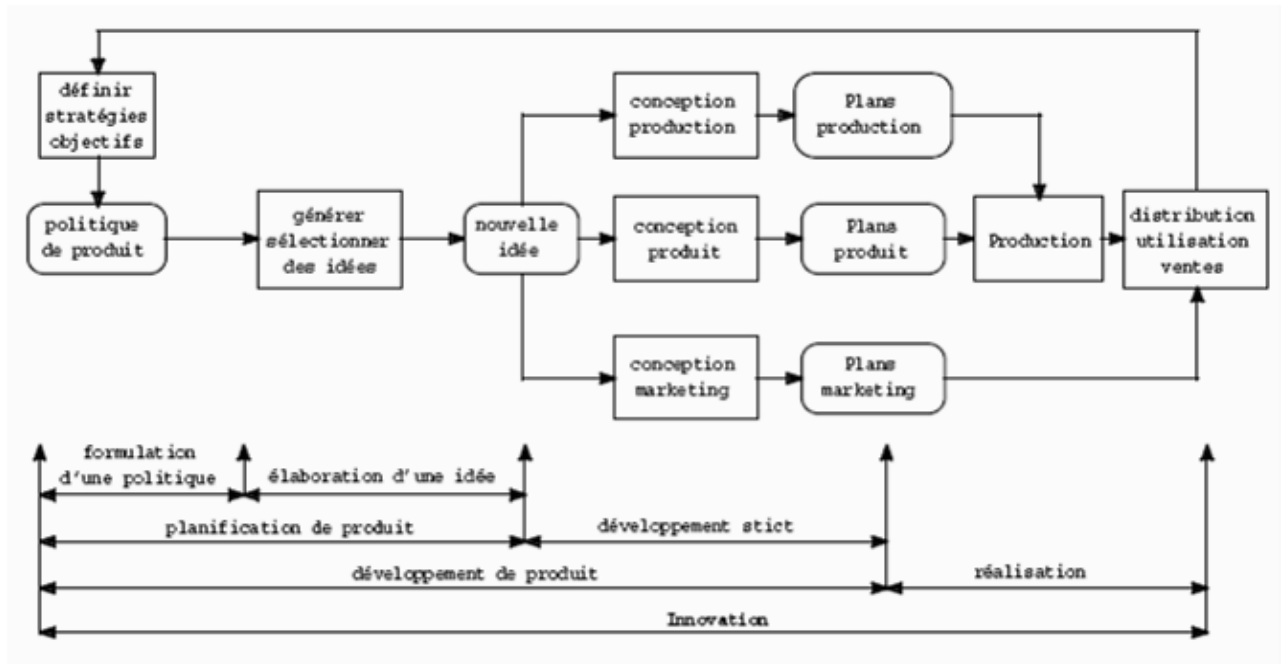 définir
stratégies
objectifs
politique
de produit
générer
sélectionner
des idées
nouvelle
idée
conception
production
Plans
production
conception
produit
Plans
produit
Production
distribution
utilisation
ventes
conception
marketing
Plans
marketing
formulation
d'une politique
élaboration d'une idée
planification de produit
développement stict
développement de produit
réalisation
Innovation